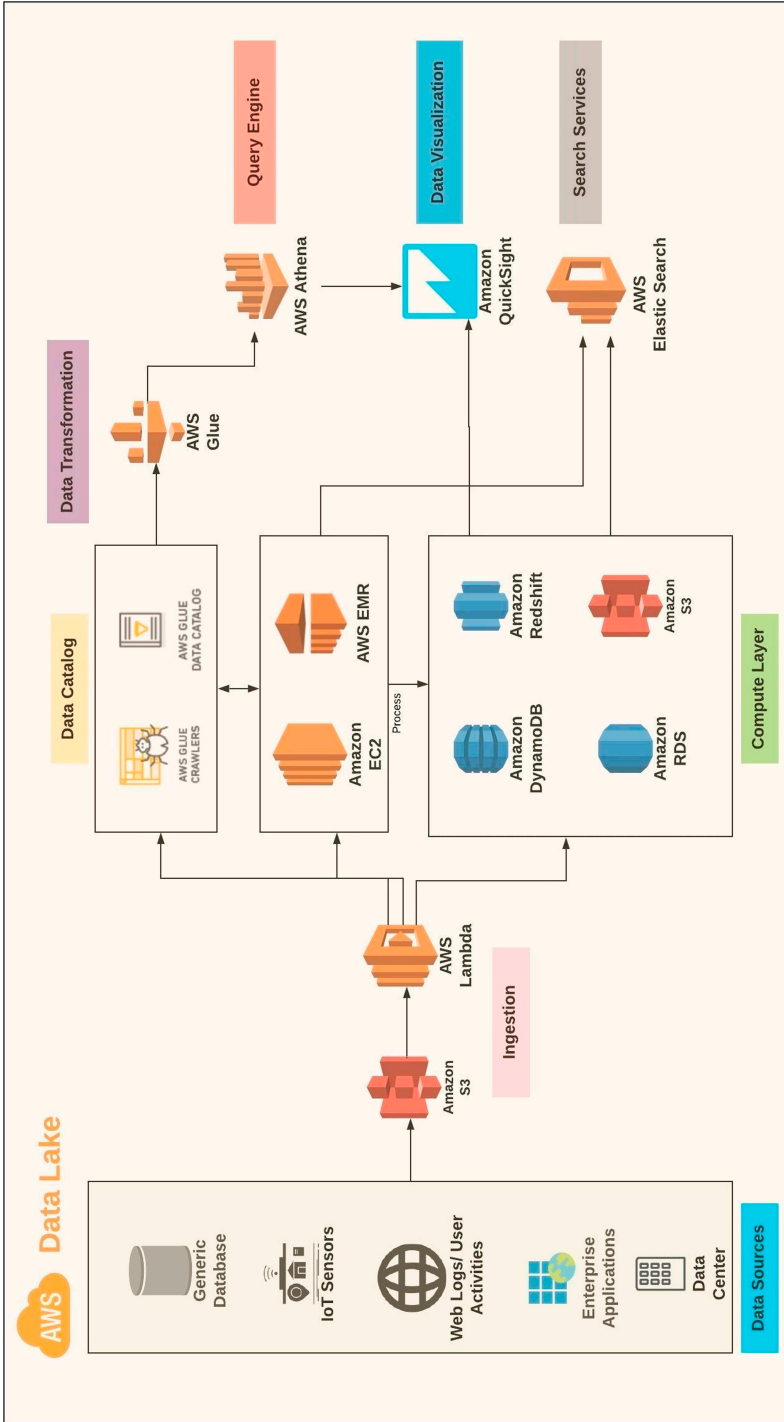 AWS
Data Lake
Generic
Database
IoT Sensors
Web Logs/ User
Activities
Enterprise
Applications
Data
Center
Data Sources
Amazon
S3
AWS
Lambda
Ingestion
Data Catalog
AWS GLUE
CRAWLERS
AWS GLUE
DATA CATALOG
Amazon
EC2
AWS EMR
Process
Amazon
DynamoDB
Amazon
Redshift
Amazon
RDS
Amazon
S3
Compute Layer
Data Transformation
AWS
Glue
AWS Athena
Query Engine
Amazon
QuickSight
Data Visualization
AWS
Elastic Search
Search Services